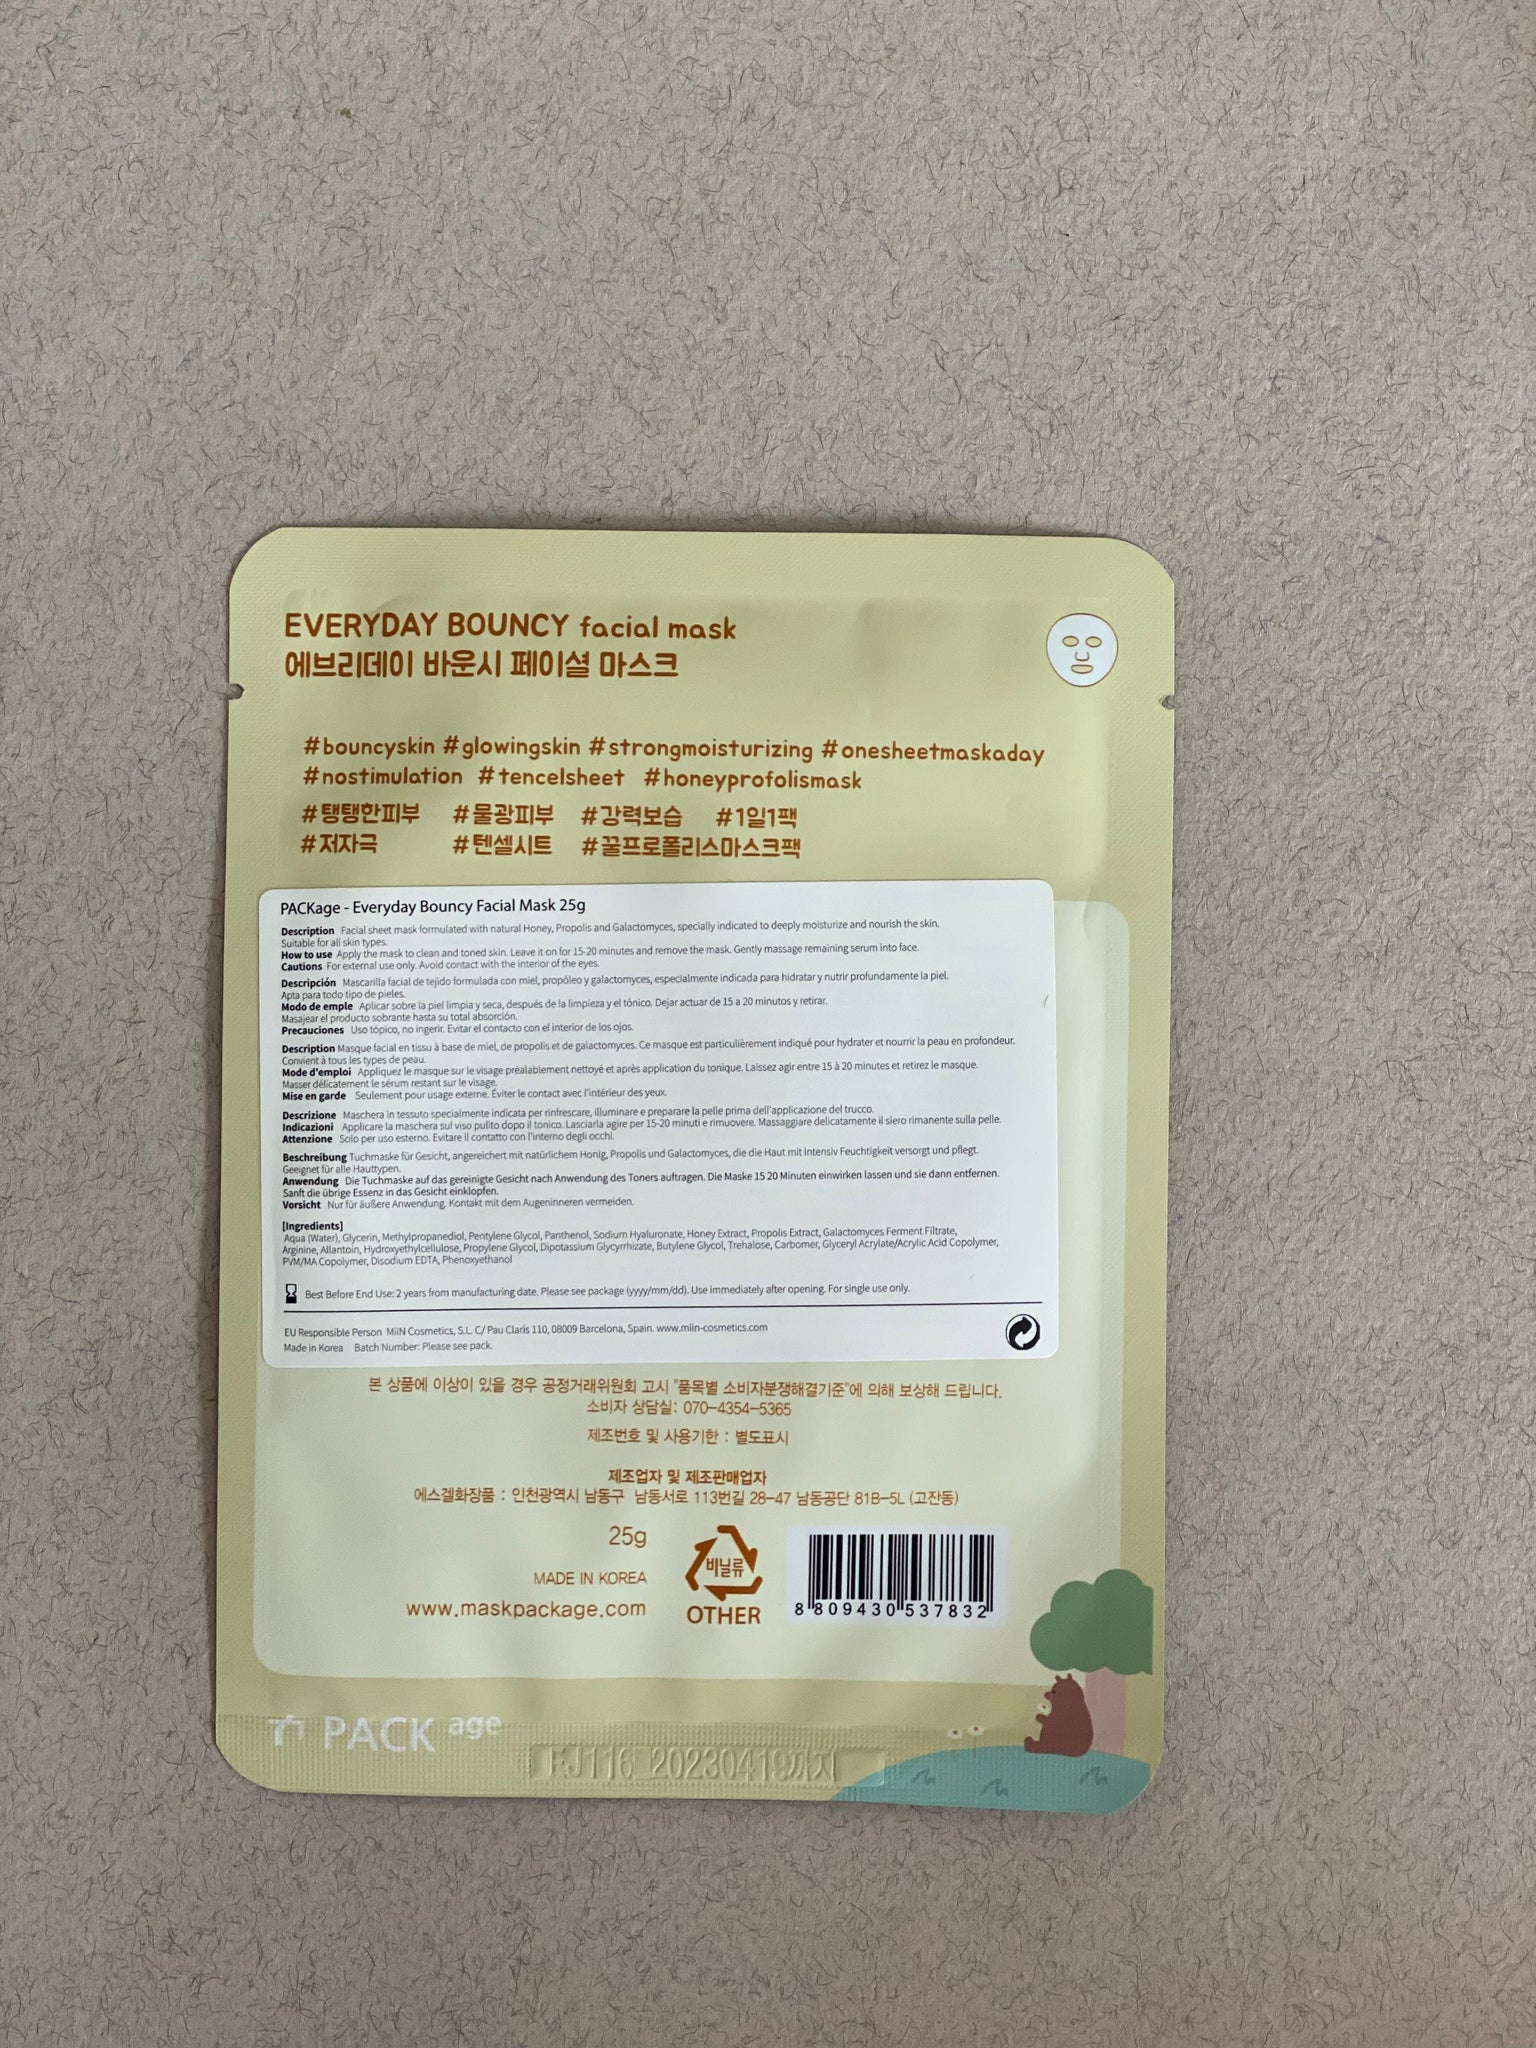 EVERYDAY BOUNCY facial mask
에브리데이 바운시 페이셜 마스크
#bouncyskin #glowingskin #strongmoisturizing #onesheetmaskaday
#nostimulation #tencelsheet #honeyprofolismask
#탱탱한피부 #물광피부 #강력보습 #1일1팩
#저자극 #텐셀시트 #꿀프로폴리스마스크팩
PACKage - Everyday Bouncy Facial Mask 25g
Description Facial sheet mask formulated with natural Honey, Propolis and Galactomyces, specially indicated to deeply moisturize and nourish the skin.
Suitable for all skin types.
How to use Apply the mask to clean and toned skin. Leave it on for 15-20 minutes and remove the mask. Gently massage remaining serum into face.
Cautions For external use only. Avoid contact with the interior of the eyes.
Descripción Mascarilla facial de tejido formulada con miel, propóleo y galactomyces, especialmente indicada para hidratar y nutrir profundamente la piel.
Apta para todo tipo de pieles.
Modo de emple Aplicar sobre la piel limpia y seca, después de la limpieza y el tónico. Dejar actuar de 15 a 20 minutos y retirar.
Masajear el producto sobrante hasta su total absorción.
Precauciones Uso tópico, no ingerir. Evitar el contacto con el interior de los ojos.
Description Masque facial en tissu à base de miel, de propolis et de galactomyces. Ce masque est particulièrement indiqué pour hydrater et nourrir la peau en profondeur.
Convient à tous les types de peau.
Mode d'emploi Appliquez le masque sur le visage préalablement nettoyé et après application du tonique. Laissez agir entre 15 à 20 minutes et retirez le masque.
Masser délicatement le sérum restant sur le visage.
Mise en garde Seulement pour usage externe. Éviter le contact avec l'intérieur des yeux.
Descrizione Maschera in tessuto specialmente indicata per rinfrescare, illuminare e preparare la pelle prima dell'applicazione del trucco.
Indicazioni Applicare la maschera sul viso pulito dopo il tonico. Lasciarla agire per 15-20 minuti e rimuovere. Massaggiare delicatamente il siero rimanente sulla pelle.
Attenzione Solo per uso esterno. Evitare il contatto con l'interno degli occhi.
Beschreibung Tuchmaske für Gesicht, angereichert mit natürlichem Honig, Propolis und Galactomyces, die die Haut mit intensiv Feuchtigkeit versorgt und pflegt.
Geeignet für alle Hauttypen.
Anwendung Die Tuchmaske auf das gereinigte Gesicht nach Anwendung des Toners auftragen. Die Maske 15 20 Minuten einwirken lassen und sie dann entfernen.
Sanft die übrige Essenz in das Gesicht einklopfen.
Vorsicht Nur für äußere Anwendung. Kontakt mit dem Augeninneren vermeiden.
[Ingredients]
Aqua (Water), Glycerin, Methylpropanediol, Pentylene Glycol, Panthenol, Sodium Hyaluronate, Honey Extract, Propolis Extract, Galactomyces Ferment Filtrate,
Arginine, Allantoin, Hydroxyethylcellulose, Propylene Glycol, Dipotassium Glycyrrhizate, Butylene Glycol, Trehalose, Carbomer, Glyceryl Acrylate/Acrylic Acid Copolymer,
PVM/MA Copolymer, Disodium EDTA, Phenoxyethanol
Best Before End Use: 2 years from manufacturing date. Please see package (yyyy/mm/dd). Use immediately after opening. For single use only.
EU Responsible Person MiiN Cosmetics, S.L. C/ Pau Claris 110, 08009 Barcelona, Spain. www.miin-cosmetics.com
Made in Korea Batch Number: Please see pack.
본 상품에 이상이 있을 경우 공정거래위원회 고시 "품목별 소비자분쟁해결기준"에 의해 보상해 드립니다.
소비자 상담실: 070-4354-5365
제조번호 및 사용기한 : 별도표시
제조업자 및 제조판매업자
에스겔화장품 : 인천광역시 남동구 남동서로 113번길 28-47 남동공단 81B-5L (고잔동)
25g
MADE IN KOREA
www.maskpackage.com
비닐류
OTHER
8 809430 537832
PACK age
FJ116 20230419까지